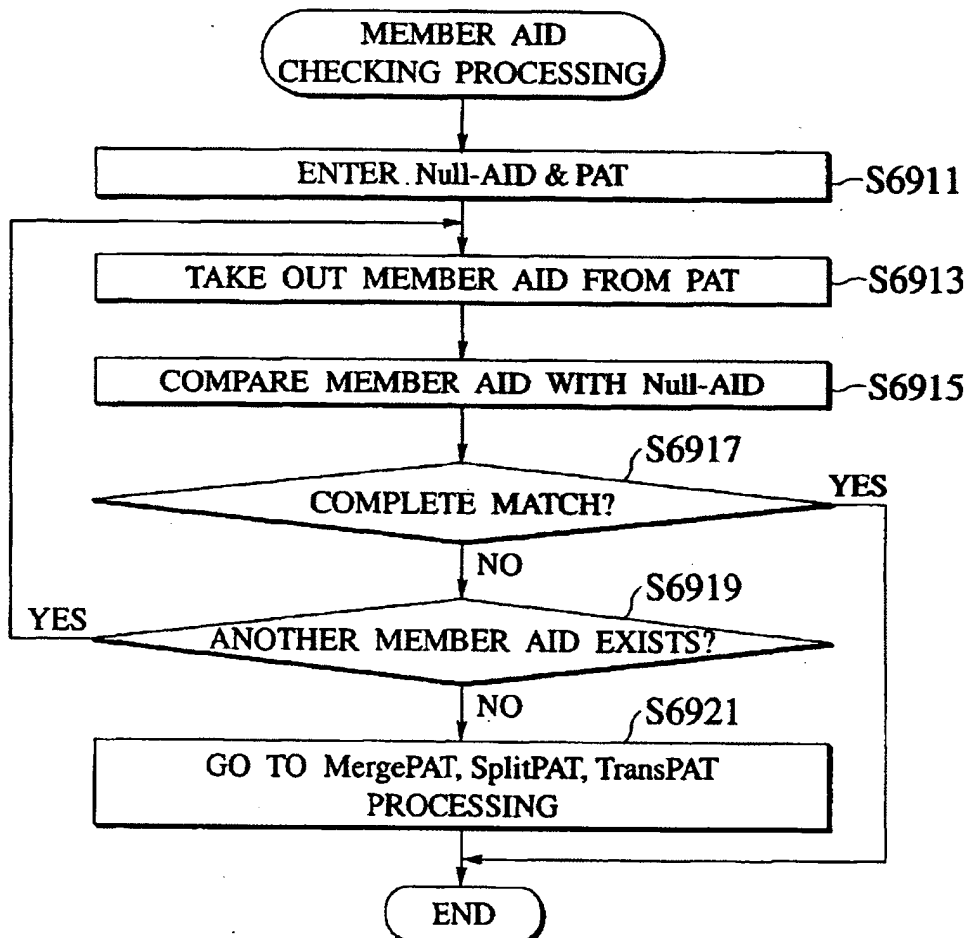 MEMBER AID
CHECKING PROCESSING
ENTER Null-AID & PAT
S6911
TAKE OUT MEMBER AID FROM PAT
S6913
COMPARE MEMBER AID WITH Null-AID
S6915
S6917
COMPLETE MATCH?
YES
NO
S6919
YES
ANOTHER MEMBER AID EXISTS?
NO
S6921
GO TO MergePAT, SplitPAT, TransPAT
PROCESSING
END